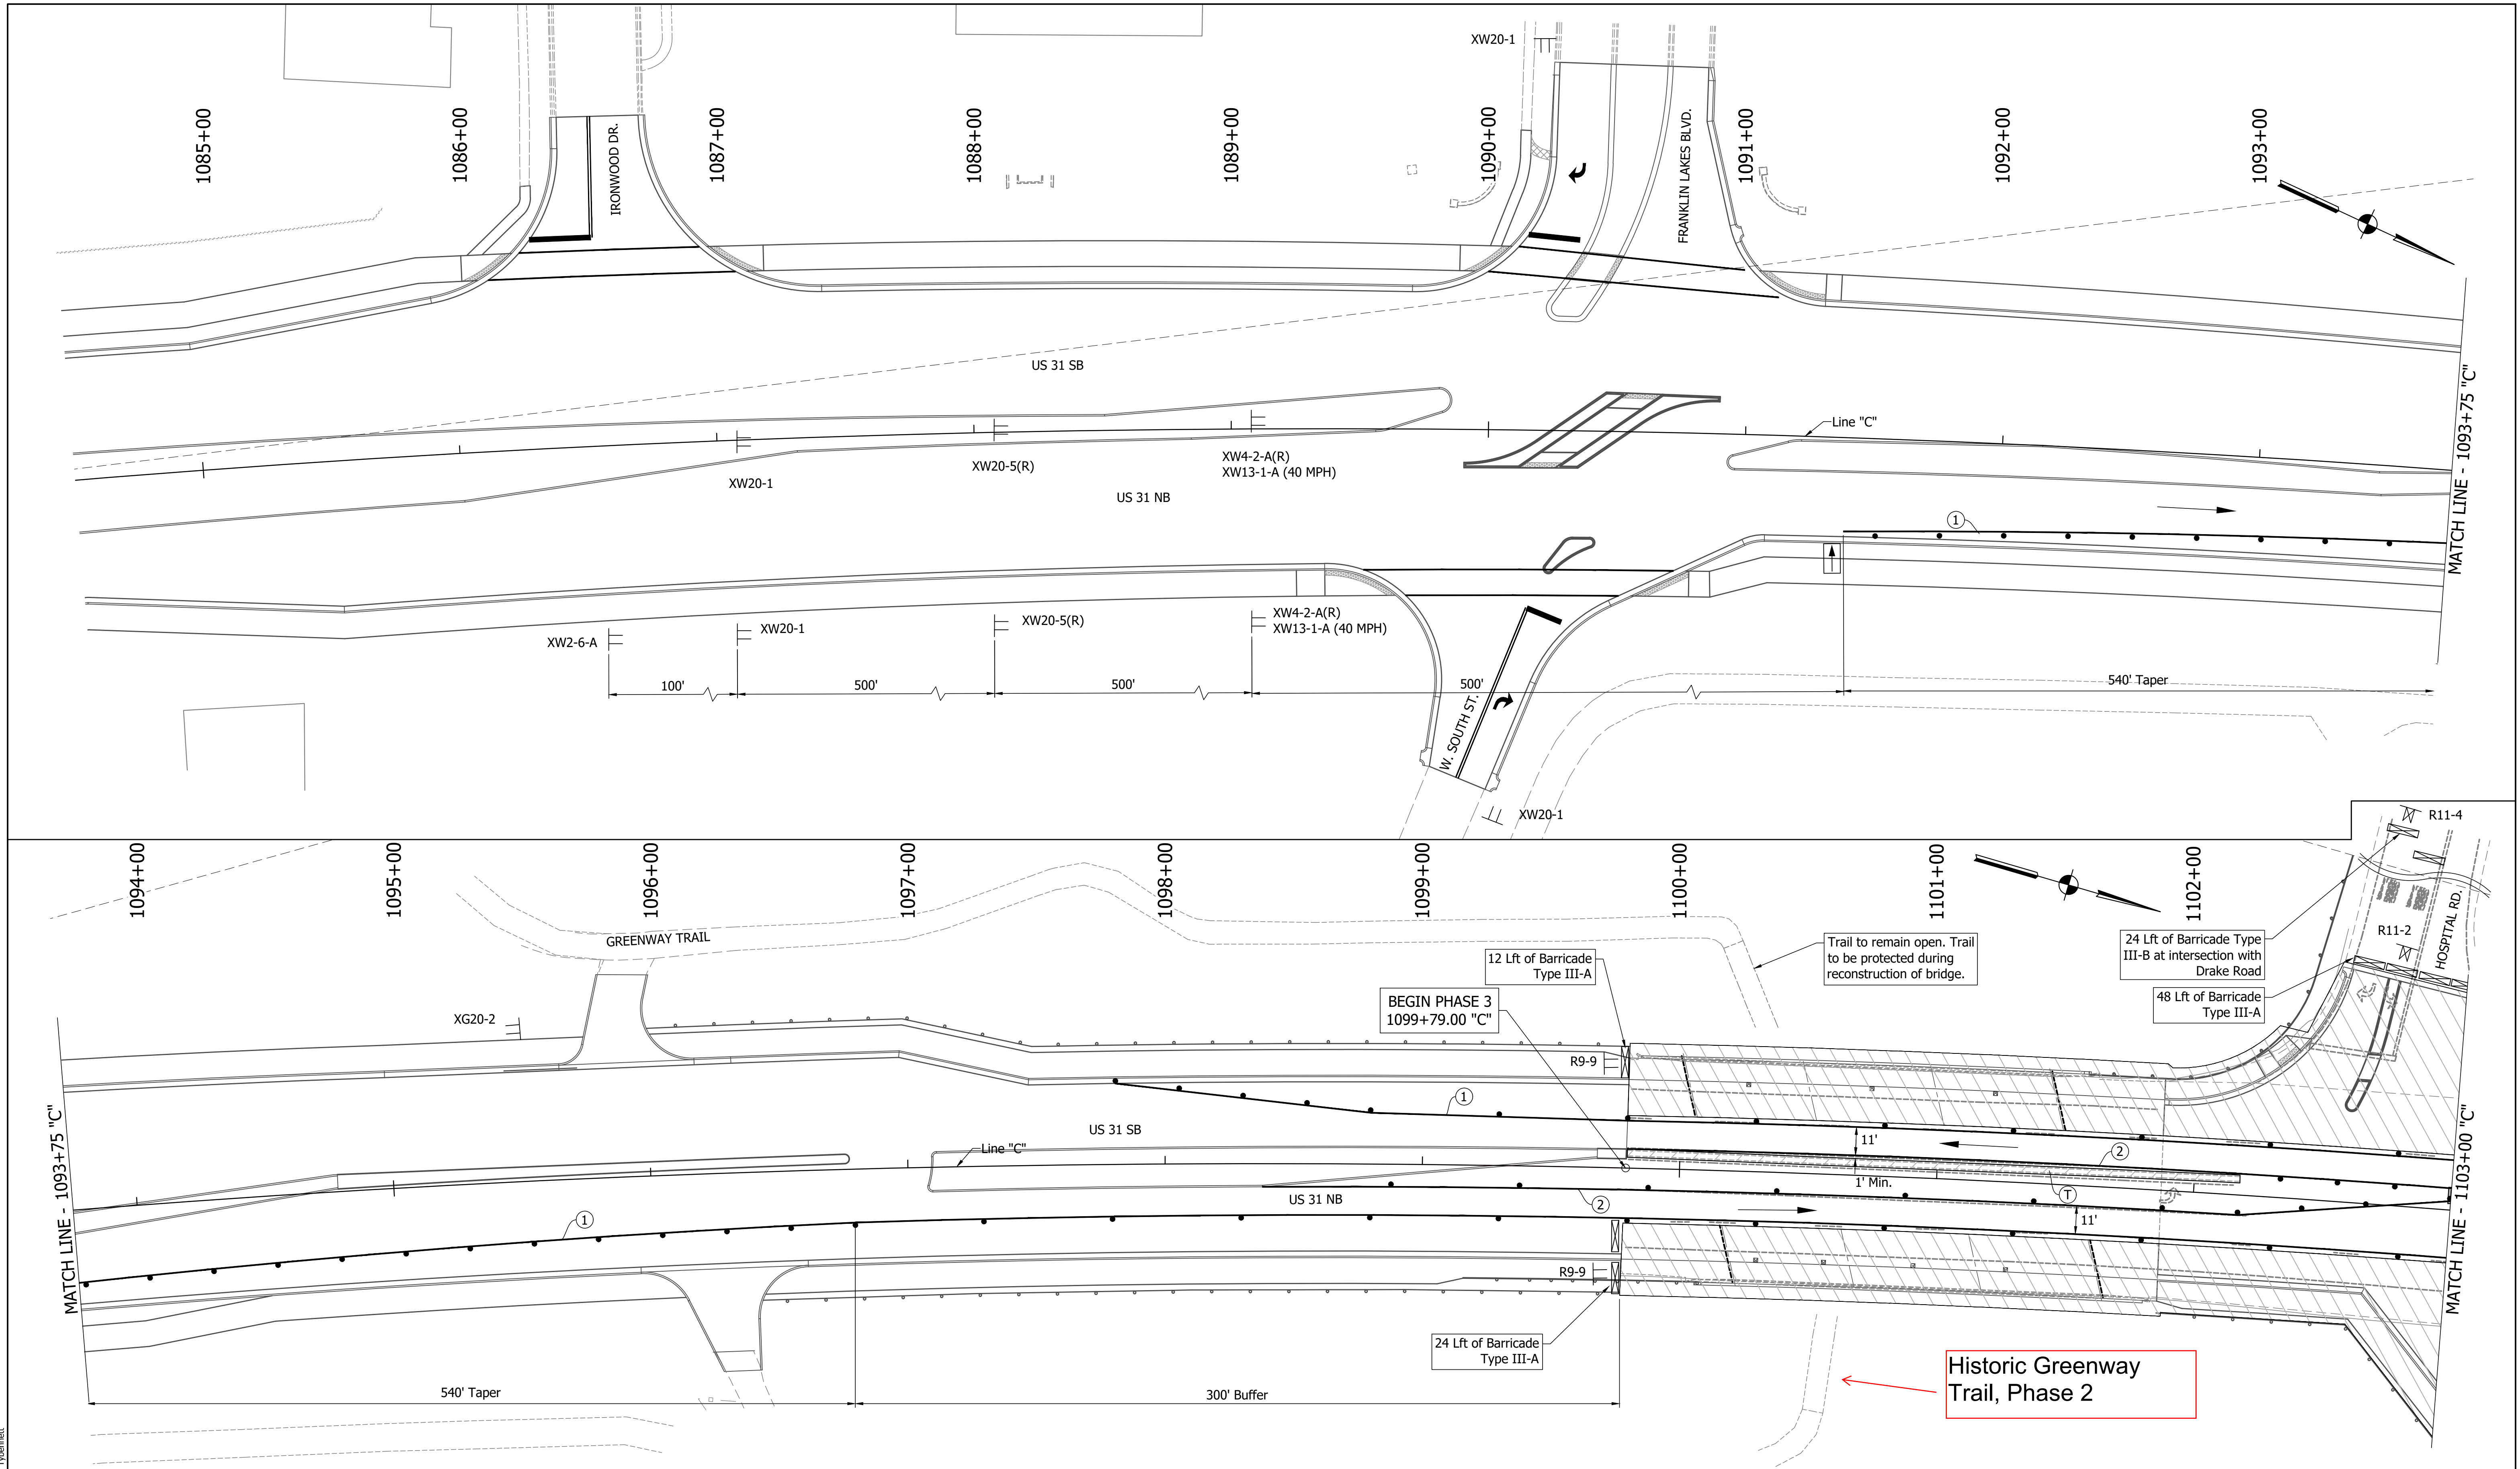 XW20-1
1085+00
1086+00
IRONWOOD DR.
1087+00
1088+00
1089+00
1090+00
FRANKLIN LAKES BLVD.
1091+00
1092+00
1093+00
US 31 SB
Line "C"
XW20-1
XW20-5(R)
XW4-2-A(R)
XW13-1-A (40 MPH)
US 31 NB
1
MATCH LINE - 1093+75 "C"
XW2-6-A
XW20-1
XW20-5(R)
XW4-2-A(R)
XW13-1-A (40 MPH)
100'
500'
500'
500'
540' Taper
W. SOUTH ST.
XW20-1
R11-4
1094+00
1095+00
1096+00
1097+00
1098+00
1099+00
1100+00
1101+00
1102+00
GREENWAY TRAIL
12 Lft of Barricade
Type III-A
Trail to remain open. Trail
to be protected during
reconstruction of bridge.
24 Lft of Barricade Type
III-B at intersection with
Drake Road
R11-2
HOSPITAL RD.
48 Lft of Barricade
Type III-A
BEGIN PHASE 3
1099+79.00 "C"
XG20-2
R9-9
1
US 31 SB
Line "C"
11'
2
MATCH LINE - 1093+75 "C"
1' Min.
T
US 31 NB
2
11'
1
MATCH LINE - 1103+00 "C"
R9-9
24 Lft of Barricade
Type III-A
540' Taper
300' Buffer
Historic Greenway
Trail, Phase 2